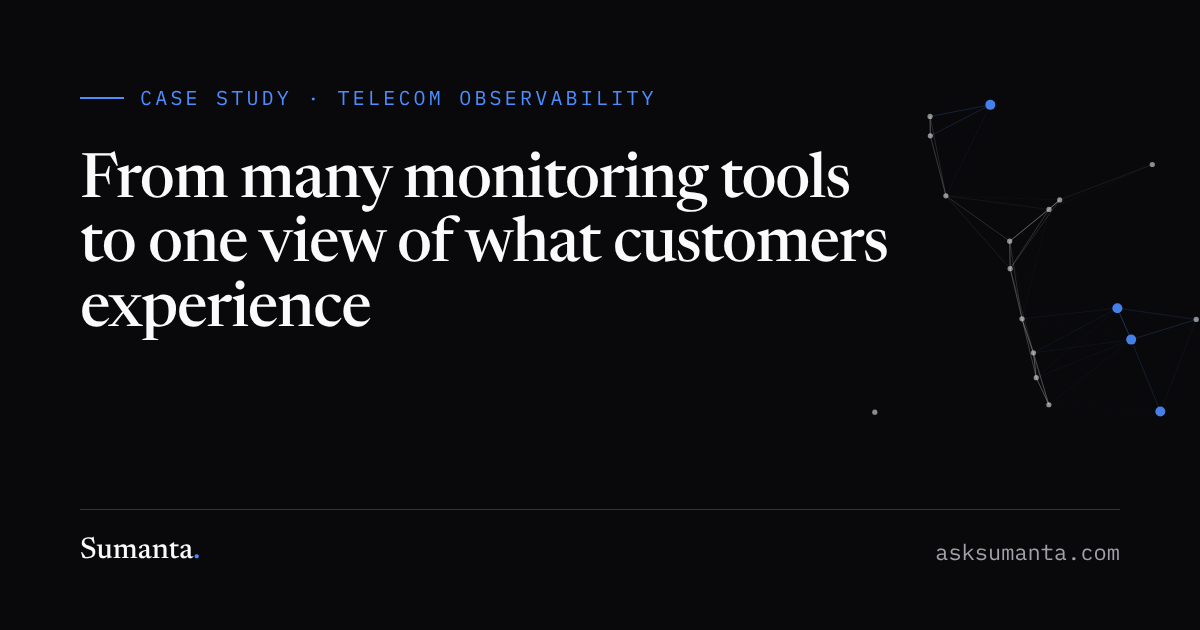 CASE STUDY · TELECOM OBSERVABILITY
From many monitoring tools
to one view of what customers
experience
Sumanta.
asksumanta.com